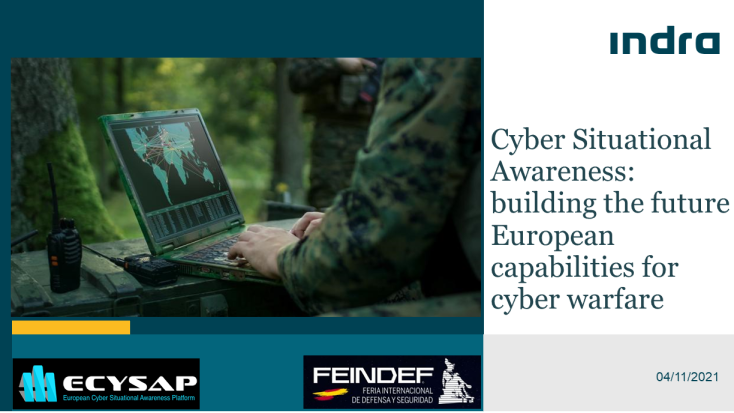 indra
Cyber Situational
Awareness:
building the future
European
capabilities for
cyber warfare
ECYSAP
European Cyber Situational Awareness Platform
FEINDEF
FERIA INTERNACIONAL
DE DEFENSA Y SEGURIDAD
04/11/2021